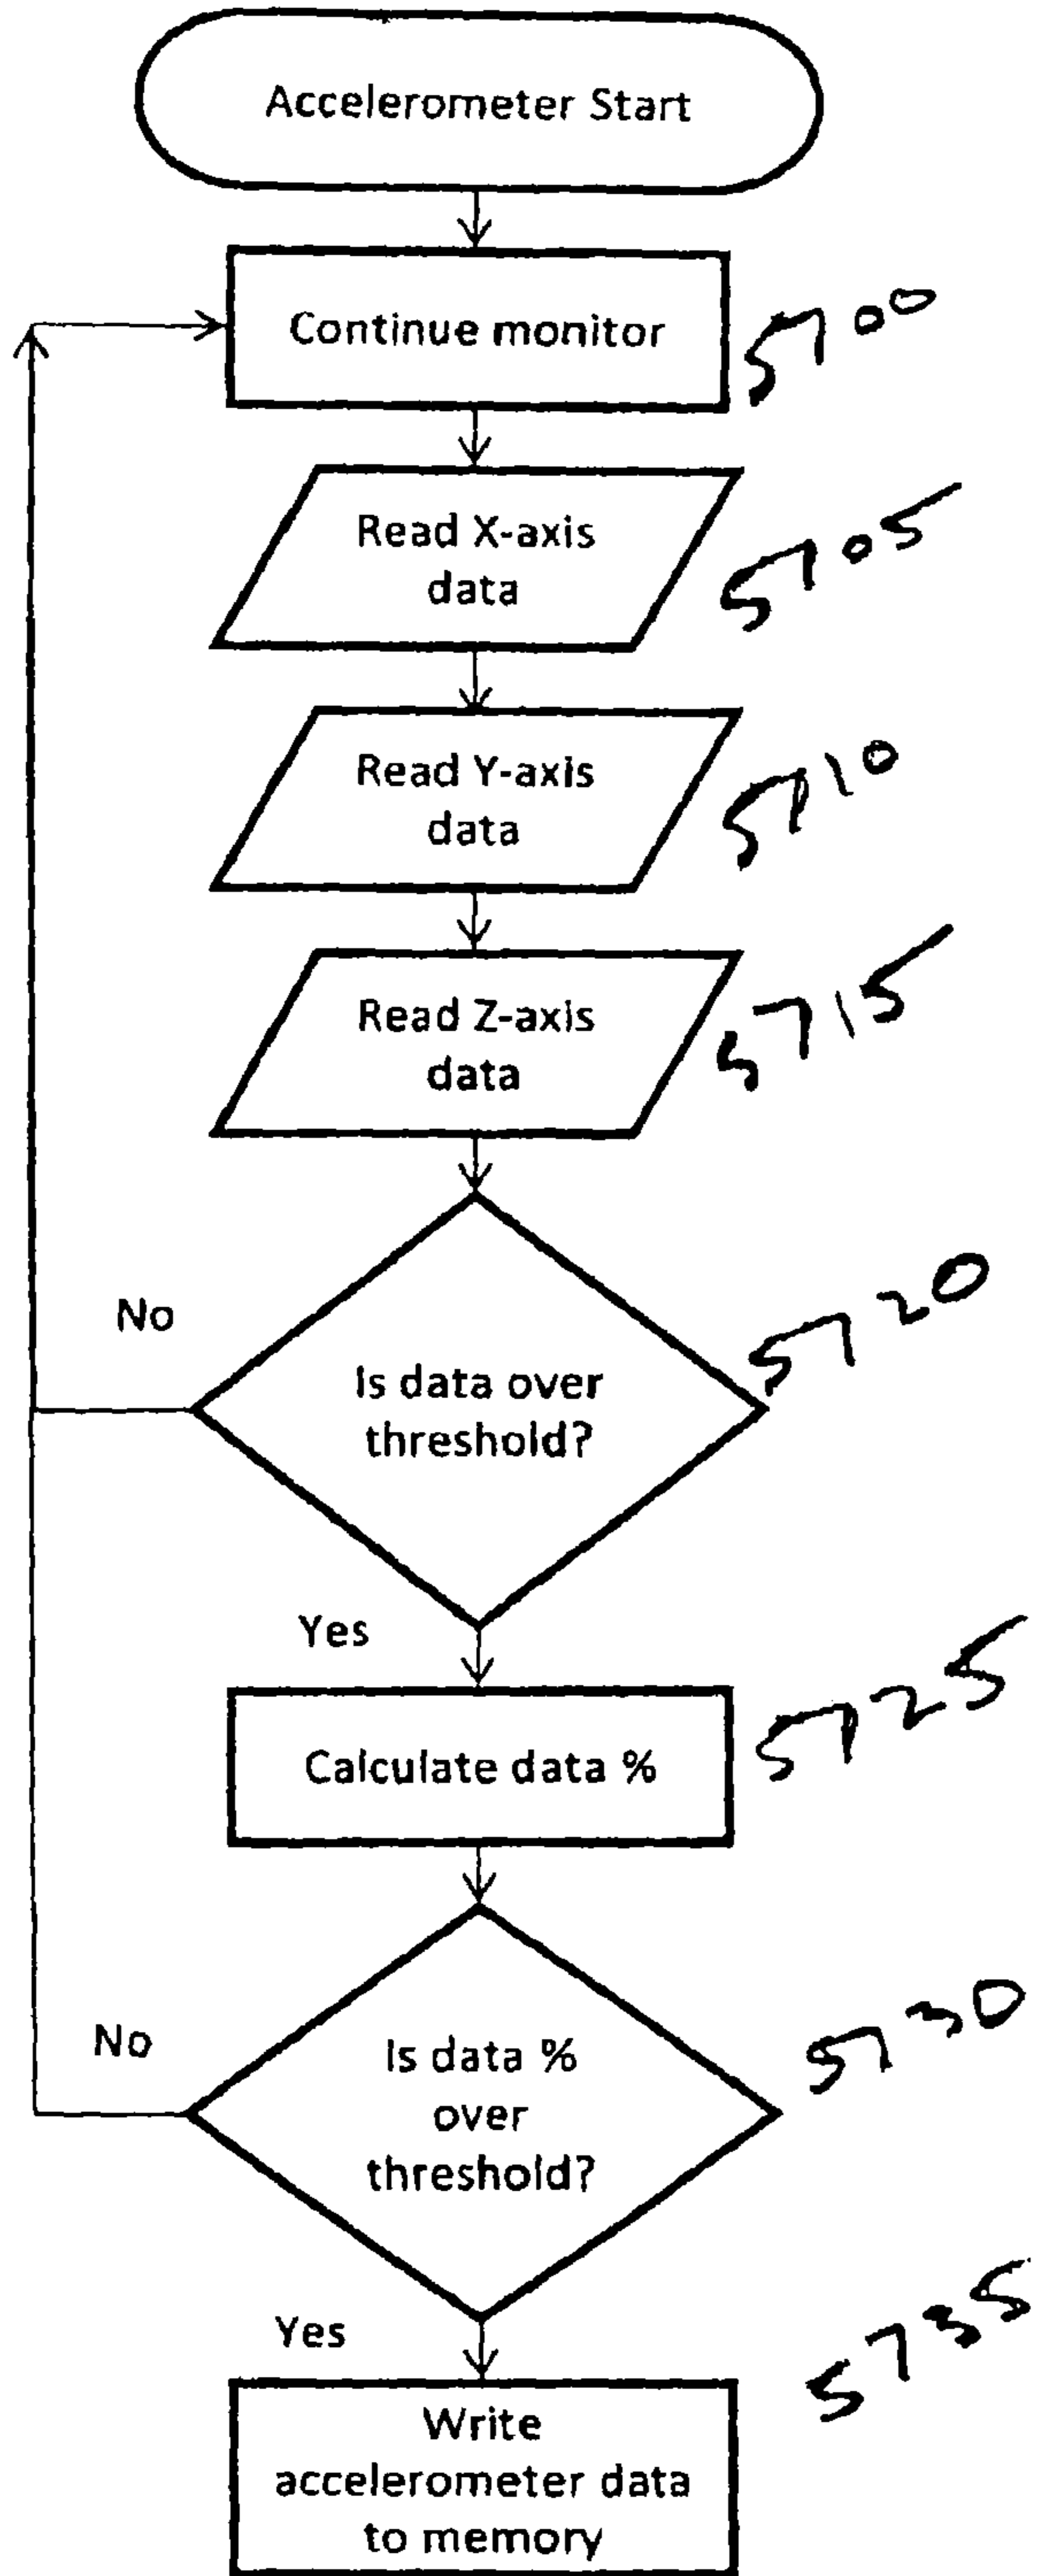 Accelerometer Start
Continue monitor
5700
Read X-axis
data
5705
Read Y-axis
data
5710
Read Z-axis
data
5715
No
Is data over
threshold?
5720
Yes
Calculate data %
5725
No
Is data %
over
threshold?
5730
Yes
Write
accelerometer data
to memory
5735